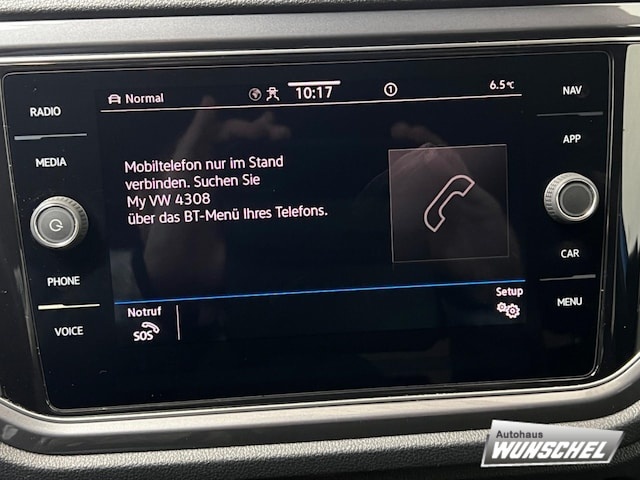 RADIO
MEDIA
PHONE
VOICE
Normal
10:17
1
6.5°C
Mobiltelefon nur im Stand
verbinden. Suchen Sie
My VW 4308
über das BT-Menü Ihres Telefons.
Notruf
SOS
Setup
NAV
APP
CAR
MENU
Autohaus
WUNSCHEL